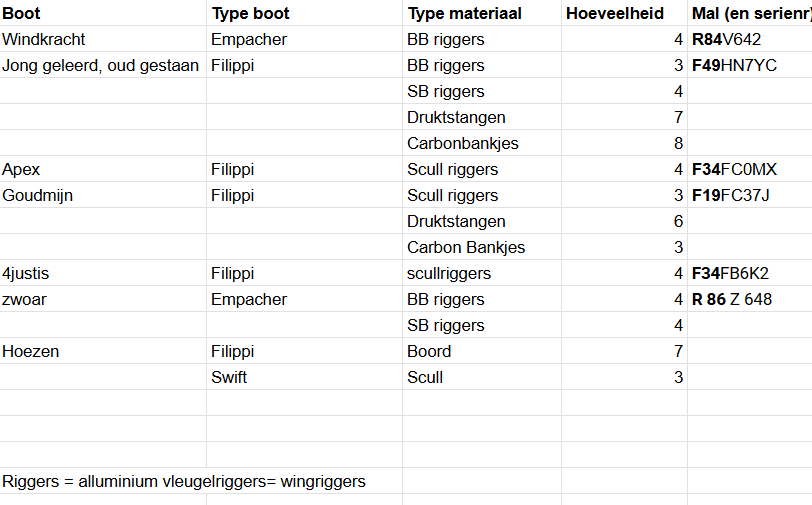 Boot Type boot Type materiaal Hoeveelheid Mal (en serienr)
Windkracht Empacher BB riggers 4 R84V642
Jong geleerd, oud gestaan Filippi BB riggers 3 F49HN7YC
SB riggers 4
Druktstangen 7
Carbonbankjes 8
Apex Filippi Scull riggers 4 F34FC0MX
Goudmijn Filippi Scull riggers 3 F19FC37J
Druktstangen 6
Carbon Bankjes 3
4justis Filippi scullriggers 4 F34FB6K2
zwoar Empacher BB riggers 4 R 86 Z 648
SB riggers 4
Hoezen Filippi Boord 7
Swift Scull 3
Riggers = alluminium vleugelriggers= wingriggers